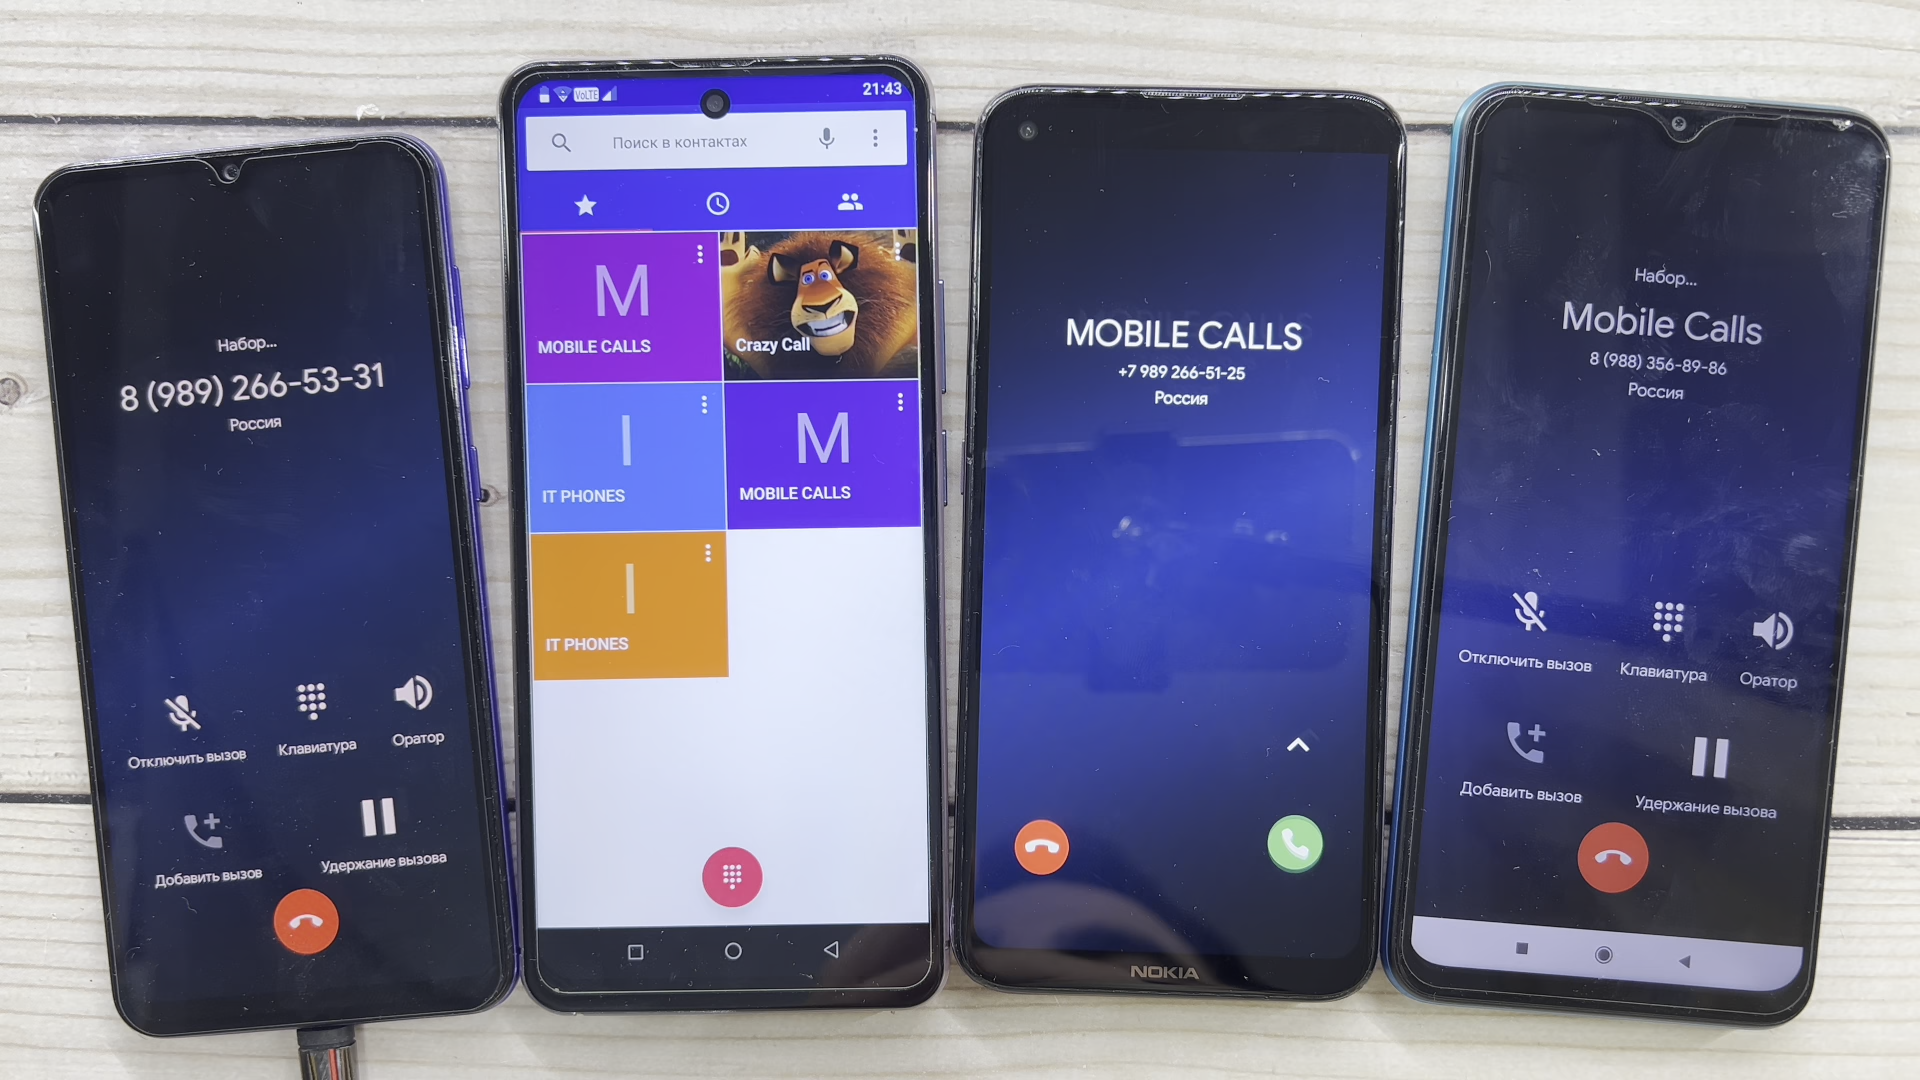 Набор...
8 (989) 266-53-31
Россия
Отключить вызов
Клавиатура
Оратор
Добавить вызов
Удержание вызова
VoLTE
21:43
Поиск в контактах
M
MOBILE CALLS
Crazy Call
I
IT PHONES
M
MOBILE CALLS
I
IT PHONES
MOBILE CALLS
+7 989 266-51-25
Россия
NOKIA
Набор...
Mobile Calls
8 (988) 356-89-86
Россия
Отключить вызов
Клавиатура
Оратор
Добавить вызов
Удержание вызова